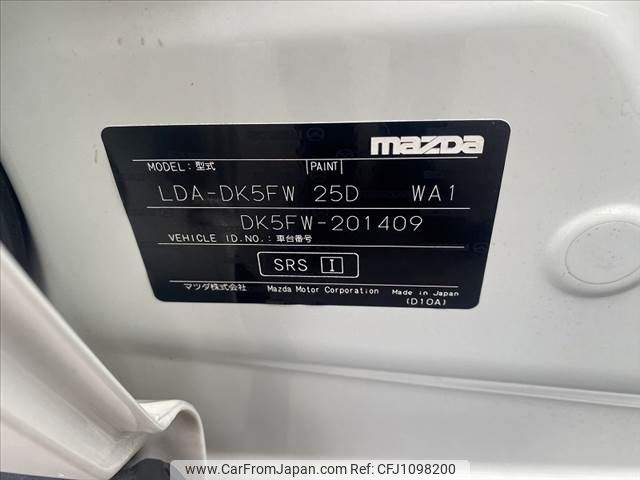 mazda
MODEL:型式 PAINT
LDA-DK5FW 25D WA1
DK5FW-201409
VEHICLE I.D.NO.:車台番号
SRS I
マツダ株式会社 Mazda Motor Corporation Made in Japan
(D10A)
www.CarFromJapan.com | Photo ID: CFJ1098200